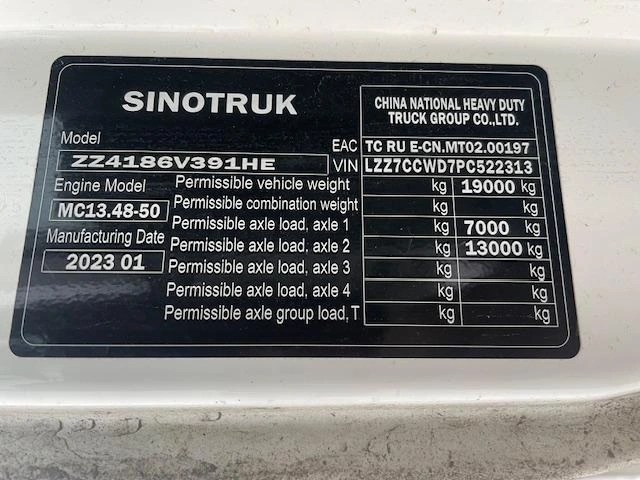 SINOTRUK
CHINA NATIONAL HEAVY DUTY
TRUCK GROUP CO.,LTD.
Model
ZZ4186V391HE
EAC TC RU E-CN.MT02.00197
VIN LZZ7CCWD7PC522313
Engine Model
MC13.48-50
Manufacturing Date
2023 01
Permissible vehicle weight kg 19000 kg
Permissible combination weight kg kg
Permissible axle load, axle 1 kg 7000 kg
Permissible axle load, axle 2 kg 13000 kg
Permissible axle load, axle 3 kg kg
Permissible axle load, axle 4 kg kg
Permissible axle group load, T kg kg